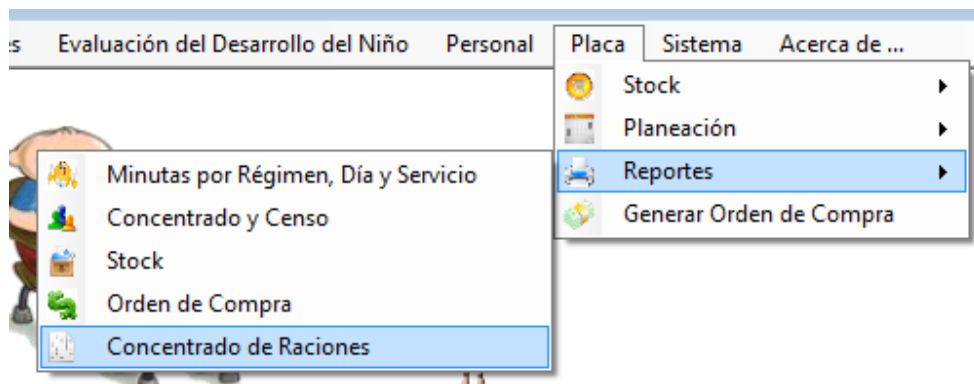 Evaluación del Desarrollo del Niño Personal Placa Sistema Acerca de ...
Stock
Planeación
Reportes
Generar Orden de Compra
Minutas por Régimen, Día y Servicio
Concentrado y Censo
Stock
Orden de Compra
Concentrado de Raciones